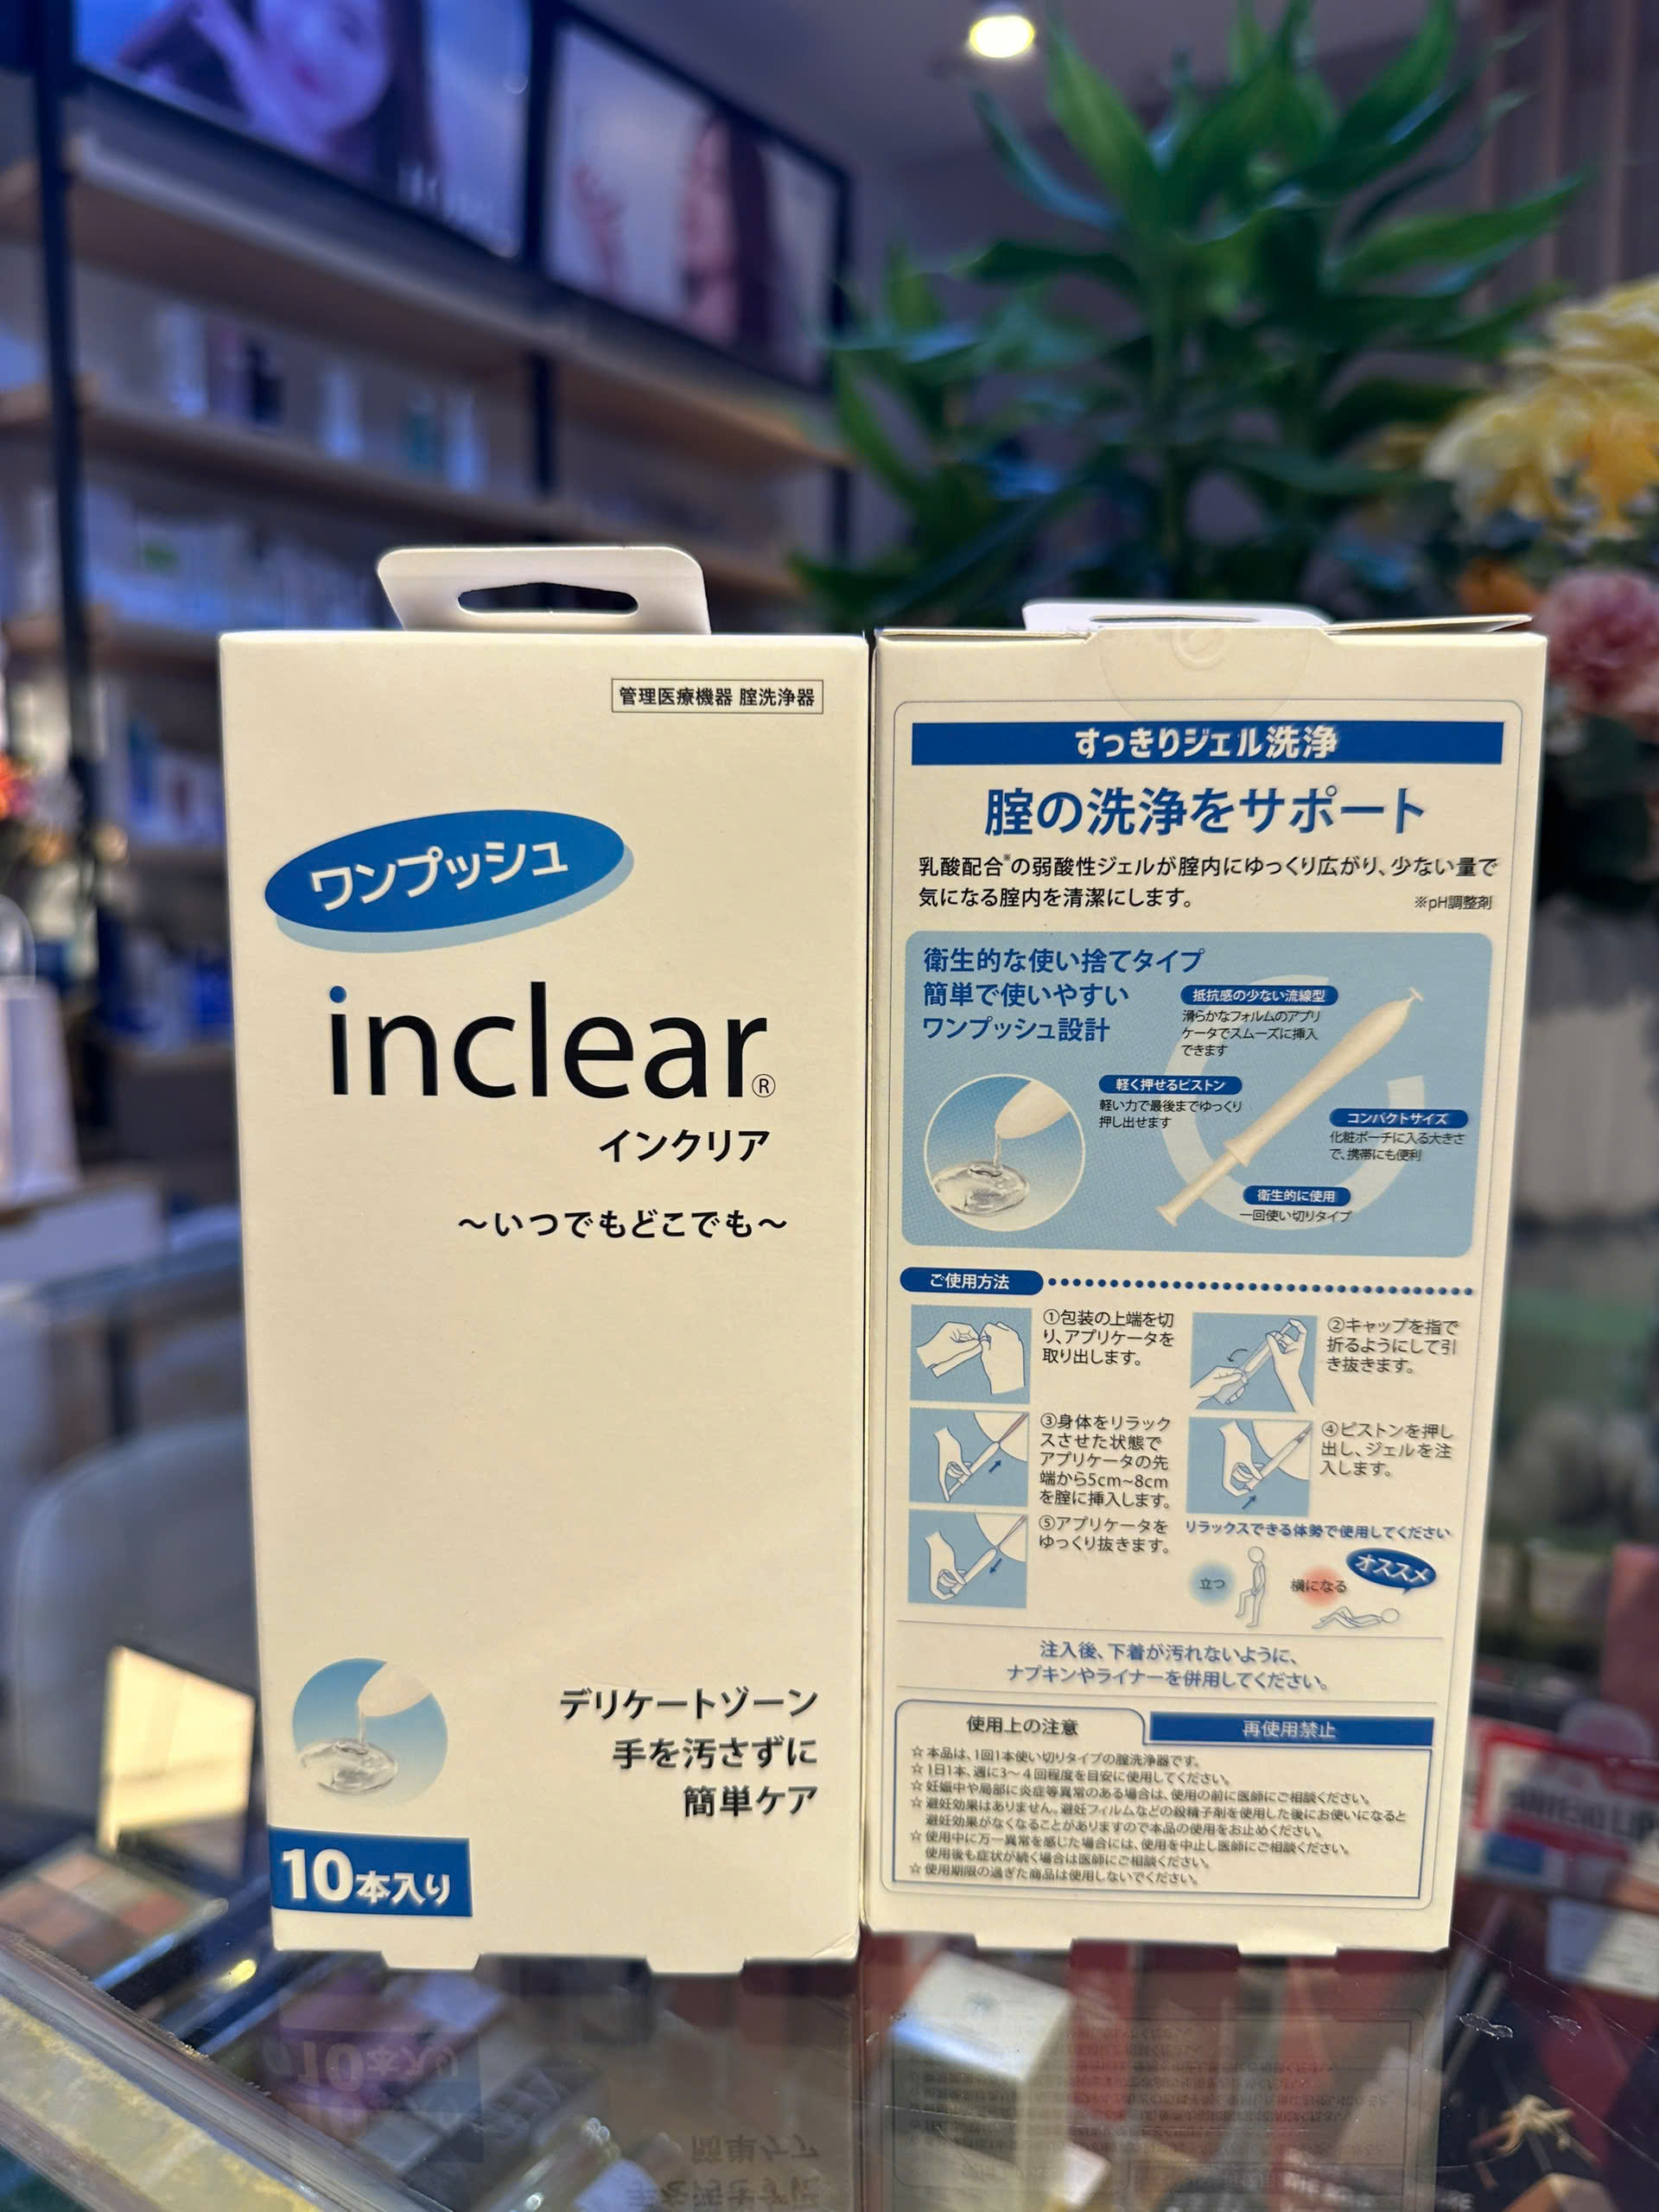 管理医療機器 膣洗浄器
ワンプッシュ
inclear®
インクリア
～いつでもどこでも～
デリケートゾーン
手を汚さずに
簡単ケア
10本入り
すっきりジェル洗浄
膣の洗浄をサポート
乳酸配合※の弱酸性ジェルが膣内にゆっくり広がり、少ない量で
気になる膣内を清潔にします。
※pH調整剤
衛生的な使い捨てタイプ
簡単で使いやすい
ワンプッシュ設計
抵抗感の少ない流線型
滑らかなフォルムのアプリ
ケータでスムーズに挿入
できます
軽く押せるピストン
軽い力で最後までゆっくり
押し出せます
コンパクトサイズ
化粧ポーチに入る大きさ
で、携帯にも便利
衛生的に使用
一回使い切りタイプ
ご使用方法
①包装の上端を切
り、アプリケータを
取り出します。
②キャップを指で
折るようにして引
き抜きます。
③身体をリラック
スさせた状態で
アプリケータの先
端から5cm~8cm
を膣に挿入します。
④ピストンを押し
出し、ジェルを注
入します。
⑤アプリケータを
ゆっくり抜きます。
リラックスできる体勢で使用してください
立つ
横になる
オススメ
注入後、下着が汚れないように、
ナプキンやライナーを併用してください。
使用上の注意
再使用禁止
☆本品は、1回1本使い切りタイプの膣洗浄器です。
☆1日1本、週に3～4回程度を目安に使用してください。
☆妊娠中や局部に炎症等異常のある場合は、使用の前に医師にご相談ください。
☆避妊効果はありません。避妊フィルムなどの殺精子剤を使用した後にお使いになると
避妊効果がなくなることがありますので本品の使用をお止めください。
☆使用中に万一異常を感じた場合には、使用を中止し医師にご相談ください。
使用後も症状が続く場合は医師にご相談ください。
☆使用期限の過ぎた商品は使用しないでください。